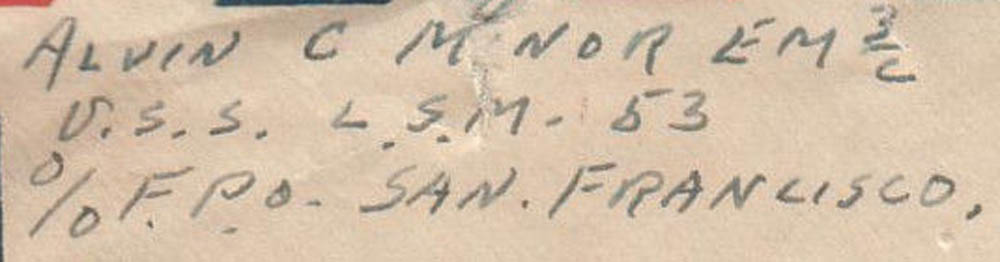 ALVIN C MINOR EM 3/c
U.S.S. L.S.M. - 53
% F.P.O. SAN. FRANCISCO.